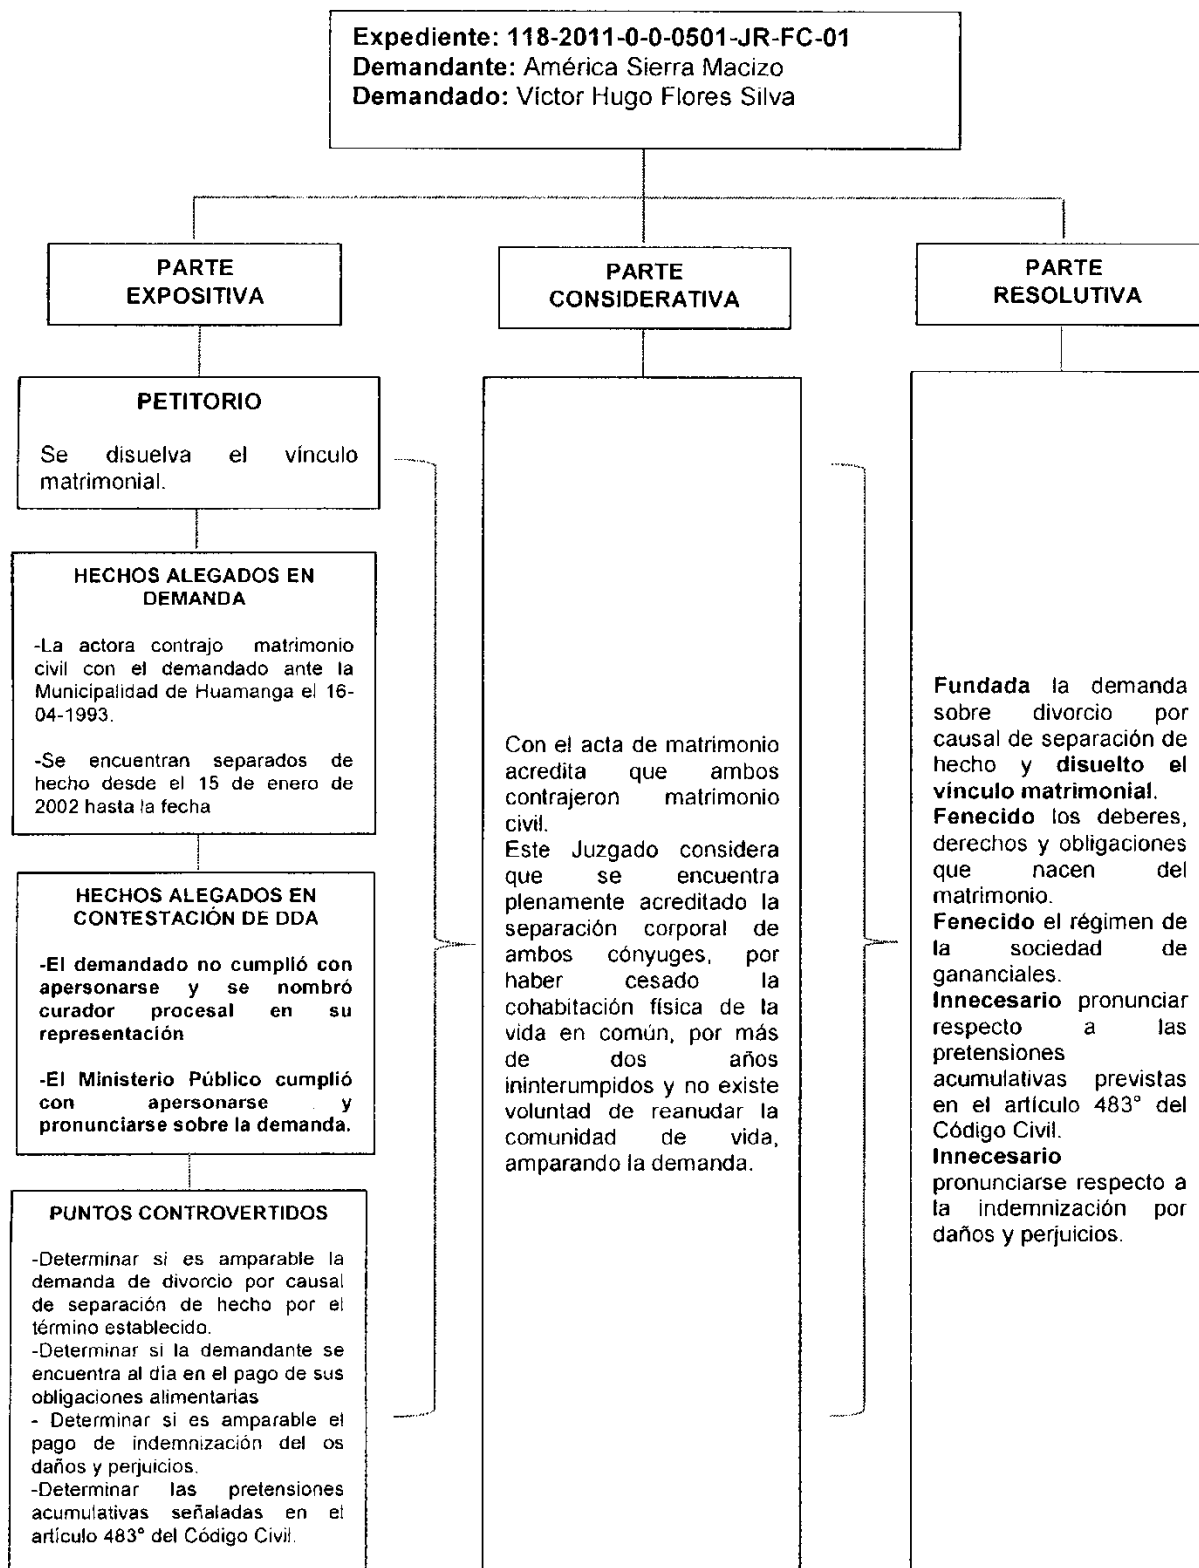 Expediente: 118-2011-0-0-0501-JR-FC-01
Demandante: América Sierra Macizo
Demandado: Víctor Hugo Flores Silva
PARTE
EXPOSITIVA
PETITORIO
Se disuelva el vínculo
matrimonial.
HECHOS ALEGADOS EN
DEMANDA
-La actora contrajo matrimonio
civil con el demandado ante la
Municipalidad de Huamanga el 16-
04-1993.
-Se encuentran separados de
hecho desde el 15 de enero de
2002 hasta la fecha
HECHOS ALEGADOS EN
CONTESTACIÓN DE DDA
-El demandado no cumplió con
apersonarse y se nombró
curador procesal en su
representación
-El Ministerio Público cumplió
con apersonarse y
pronunciarse sobre la demanda.
PUNTOS CONTROVERTIDOS
-Determinar si es amparable la
demanda de divorcio por causal
de separación de hecho por el
término establecido.
-Determinar si la demandante se
encuentra al día en el pago de sus
obligaciones alimentarias
- Determinar si es amparable el
pago de indemnización del os
daños y perjuicios.
-Determinar las pretensiones
acumulativas señaladas en el
artículo 483° del Código Civil.
PARTE
CONSIDERATIVA
Con el acta de matrimonio
acredita que ambos
contrajeron matrimonio
civil.
Este Juzgado considera
que se encuentra
plenamente acreditado la
separación corporal de
ambos cónyuges, por
haber cesado la
cohabitación física de la
vida en común, por más
de dos años
ininterumpidos y no existe
voluntad de reanudar la
comunidad de vida,
amparando la demanda.
PARTE
RESOLUTIVA
Fundada la demanda
sobre divorcio por
causal de separación de
hecho y disuelto el
vínculo matrimonial.
Fenecido los deberes,
derechos y obligaciones
que nacen del
matrimonio.
Fenecido el régimen de
la sociedad de
gananciales.
Innecesario pronunciar
respecto a las
pretensiones
acumulativas previstas
en el artículo 483° del
Código Civil.
Innecesario
pronunciarse respecto a
la indemnización por
daños y perjuicios.